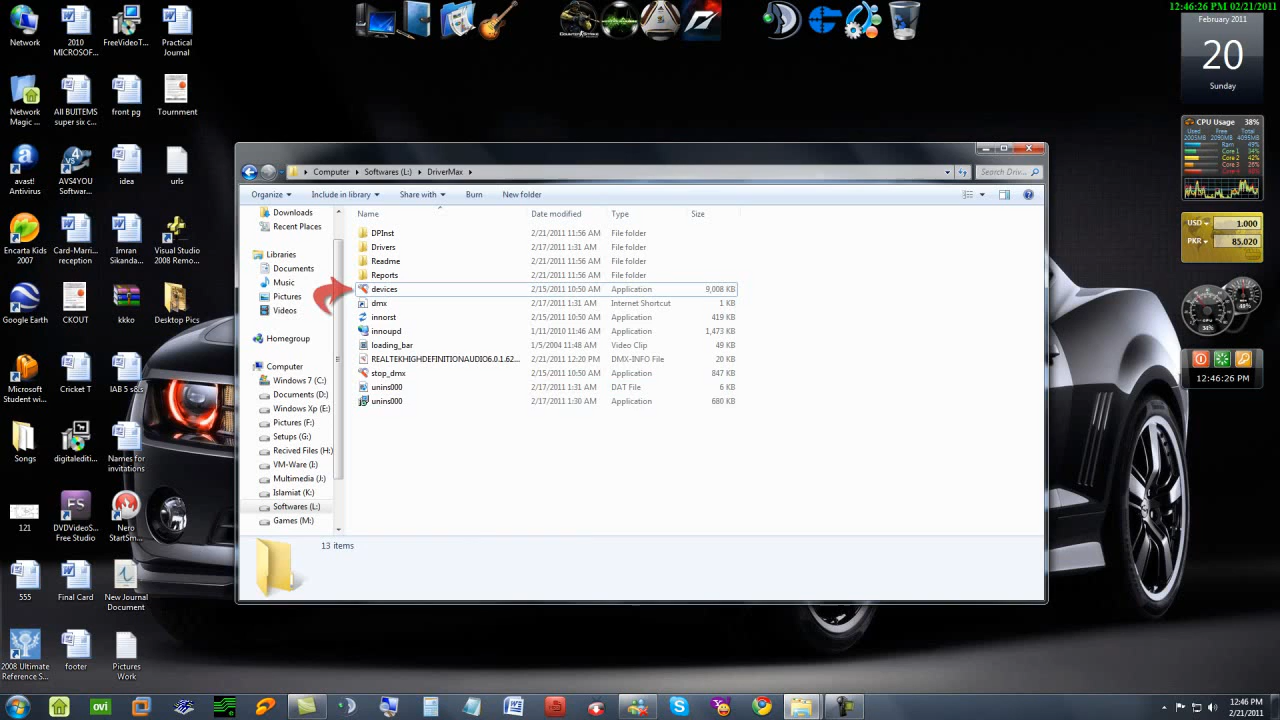 12:46:26 PM 02/21/2011
Network
2010 MICROSOF...
FreeVideoT...
Practical Journal
Network Magic ...
All BUITEMS super six c...
front pg
Tournment
avast! Antivirus
AVS4YOU Softwar...
idea
urls
Encarta Kids 2007
Card-Marri... reception
Imran Sikanda...
Visual Studio 2008 Remo...
Google Earth
CKOUT
kkko
Desktop Pics
Microsoft Student wi...
Cricket T
IAB 5 s&s
Songs
digitalediti...
Names for invitations
121
DVDVideoS... Free Studio
Nero StartSm...
555
Final Card
New Journal Document
2008 Ultimate Reference S...
footer
Pictures Work
Computer
Softwares (L:)
DriverMax
Search Driv...
Organize
Include in library
Share with
Burn
New folder
Downloads
Recent Places
Libraries
Documents
Music
Pictures
Videos
Homegroup
Computer
Windows 7 (C:)
Documents (D:)
Windows Xp (E:)
Pictures (F:)
Setups (G:)
Recived Files (H:)
VM-Ware (I:)
Multimedia (J:)
Islamiat (K:)
Softwares (L:)
Games (M:)
Name Date modified Type Size
DPInst 2/21/2011 11:56 AM File folder
Drivers 2/17/2011 1:31 AM File folder
Readme 2/21/2011 11:56 AM File folder
Reports 2/21/2011 11:56 AM File folder
devices 2/15/2011 10:50 AM Application 9,008 KB
dmx 2/17/2011 1:31 AM Internet Shortcut 1 KB
innorst 2/15/2011 10:50 AM Application 419 KB
innoupd 1/11/2010 11:46 AM Application 1,473 KB
loading_bar 1/5/2004 11:48 AM Video Clip 49 KB
REALTEKHIGHDEFINITIONAUDIO6.0.1.62... 2/21/2011 12:20 PM DMX-INFO File 20 KB
stop_dmx 2/15/2011 10:50 AM Application 847 KB
unins000 2/17/2011 1:31 AM DAT File 6 KB
unins000 2/17/2011 1:30 AM Application 680 KB
13 items
February 2011
20
Sunday
CPU Usage 38%
Used Free Total
2005MB 2090MB 4095MB
Ram 49%
Core 1 34%
Core 2 42%
Core 3 26%
USD 1.000
PKR 85.020
34%
48%
12:46:26 PM
ovi
12:46 PM
2/21/2011